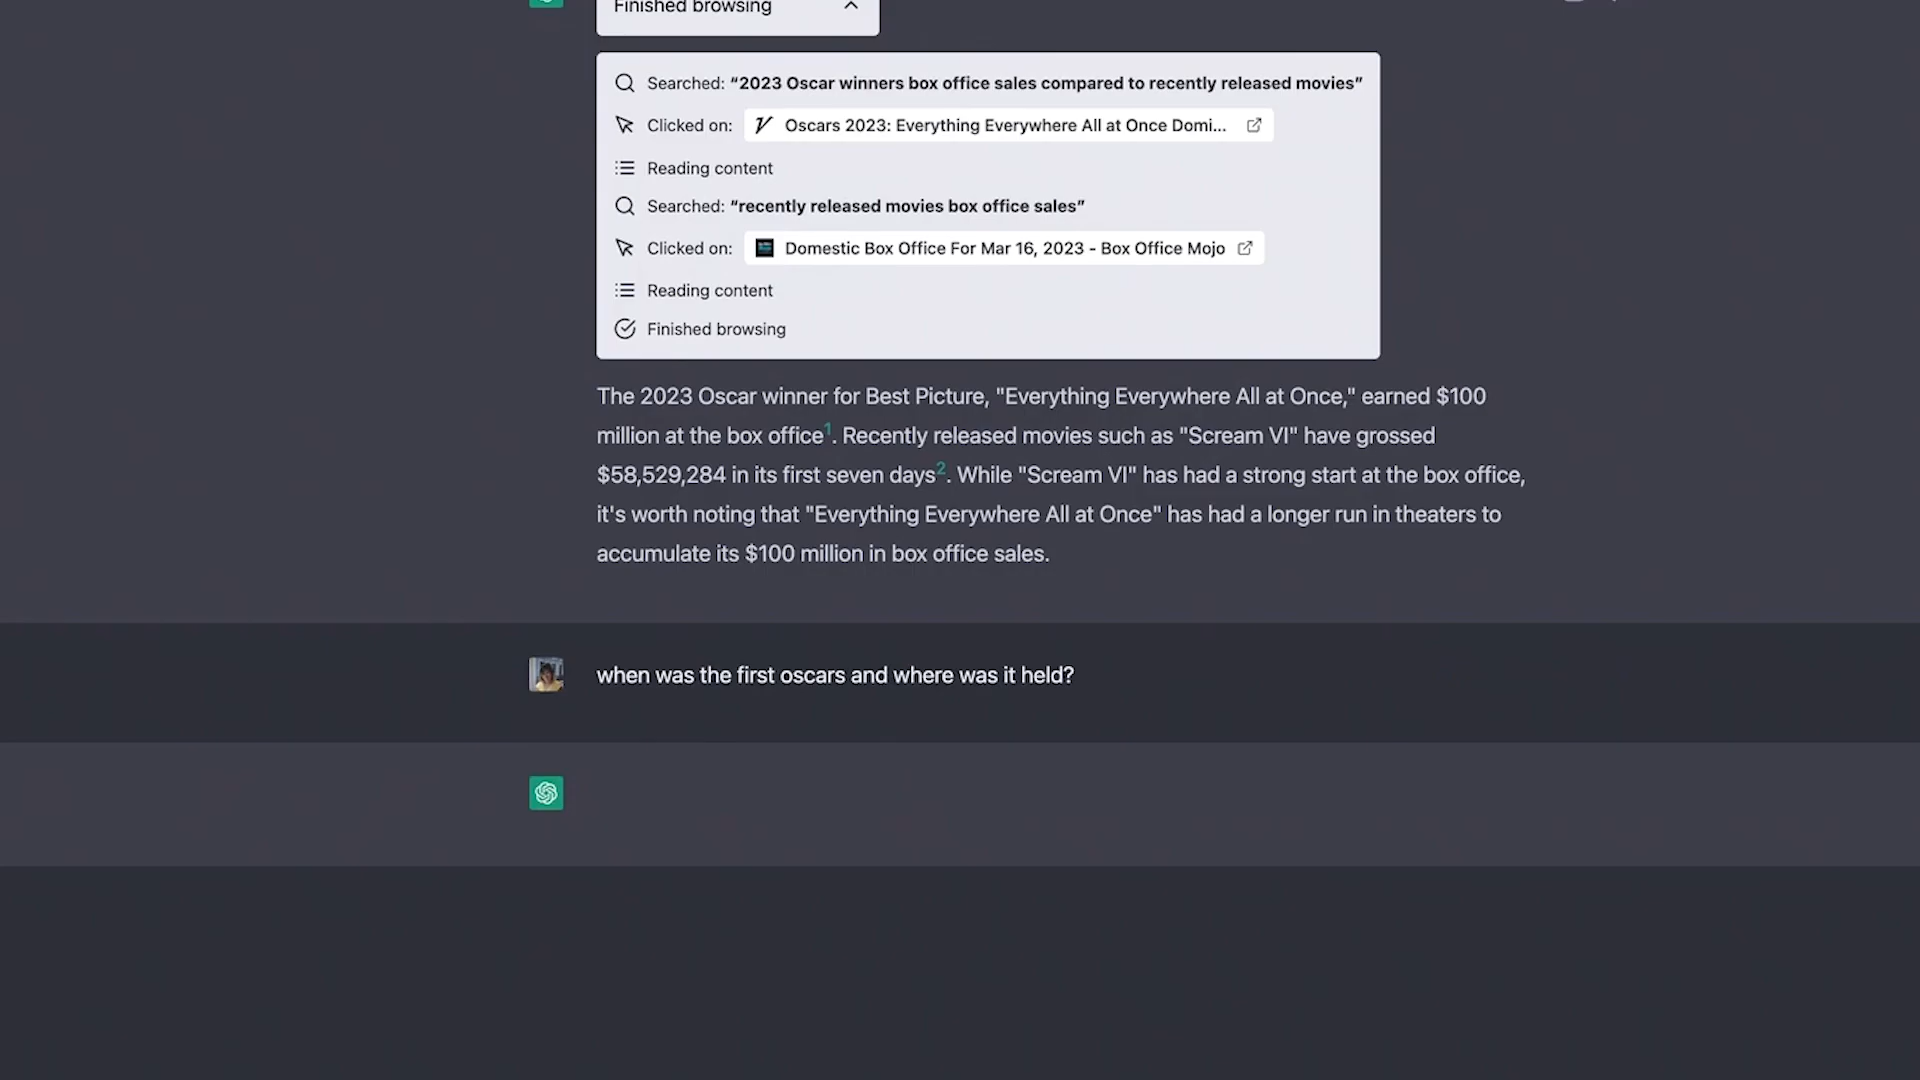 Finished browsing
Searched: “2023 Oscar winners box office sales compared to recently released movies”
Clicked on: Oscars 2023: Everything Everywhere All at Once Domi...
Reading content
Searched: “recently released movies box office sales”
Clicked on: Domestic Box Office For Mar 16, 2023 - Box Office Mojo
Reading content
Finished browsing
The 2023 Oscar winner for Best Picture, "Everything Everywhere All at Once," earned $100
million at the box office1. Recently released movies such as "Scream VI" have grossed
$58,529,284 in its first seven days2. While "Scream VI" has had a strong start at the box office,
it's worth noting that "Everything Everywhere All at Once" has had a longer run in theaters to
accumulate its $100 million in box office sales.
when was the first oscars and where was it held?